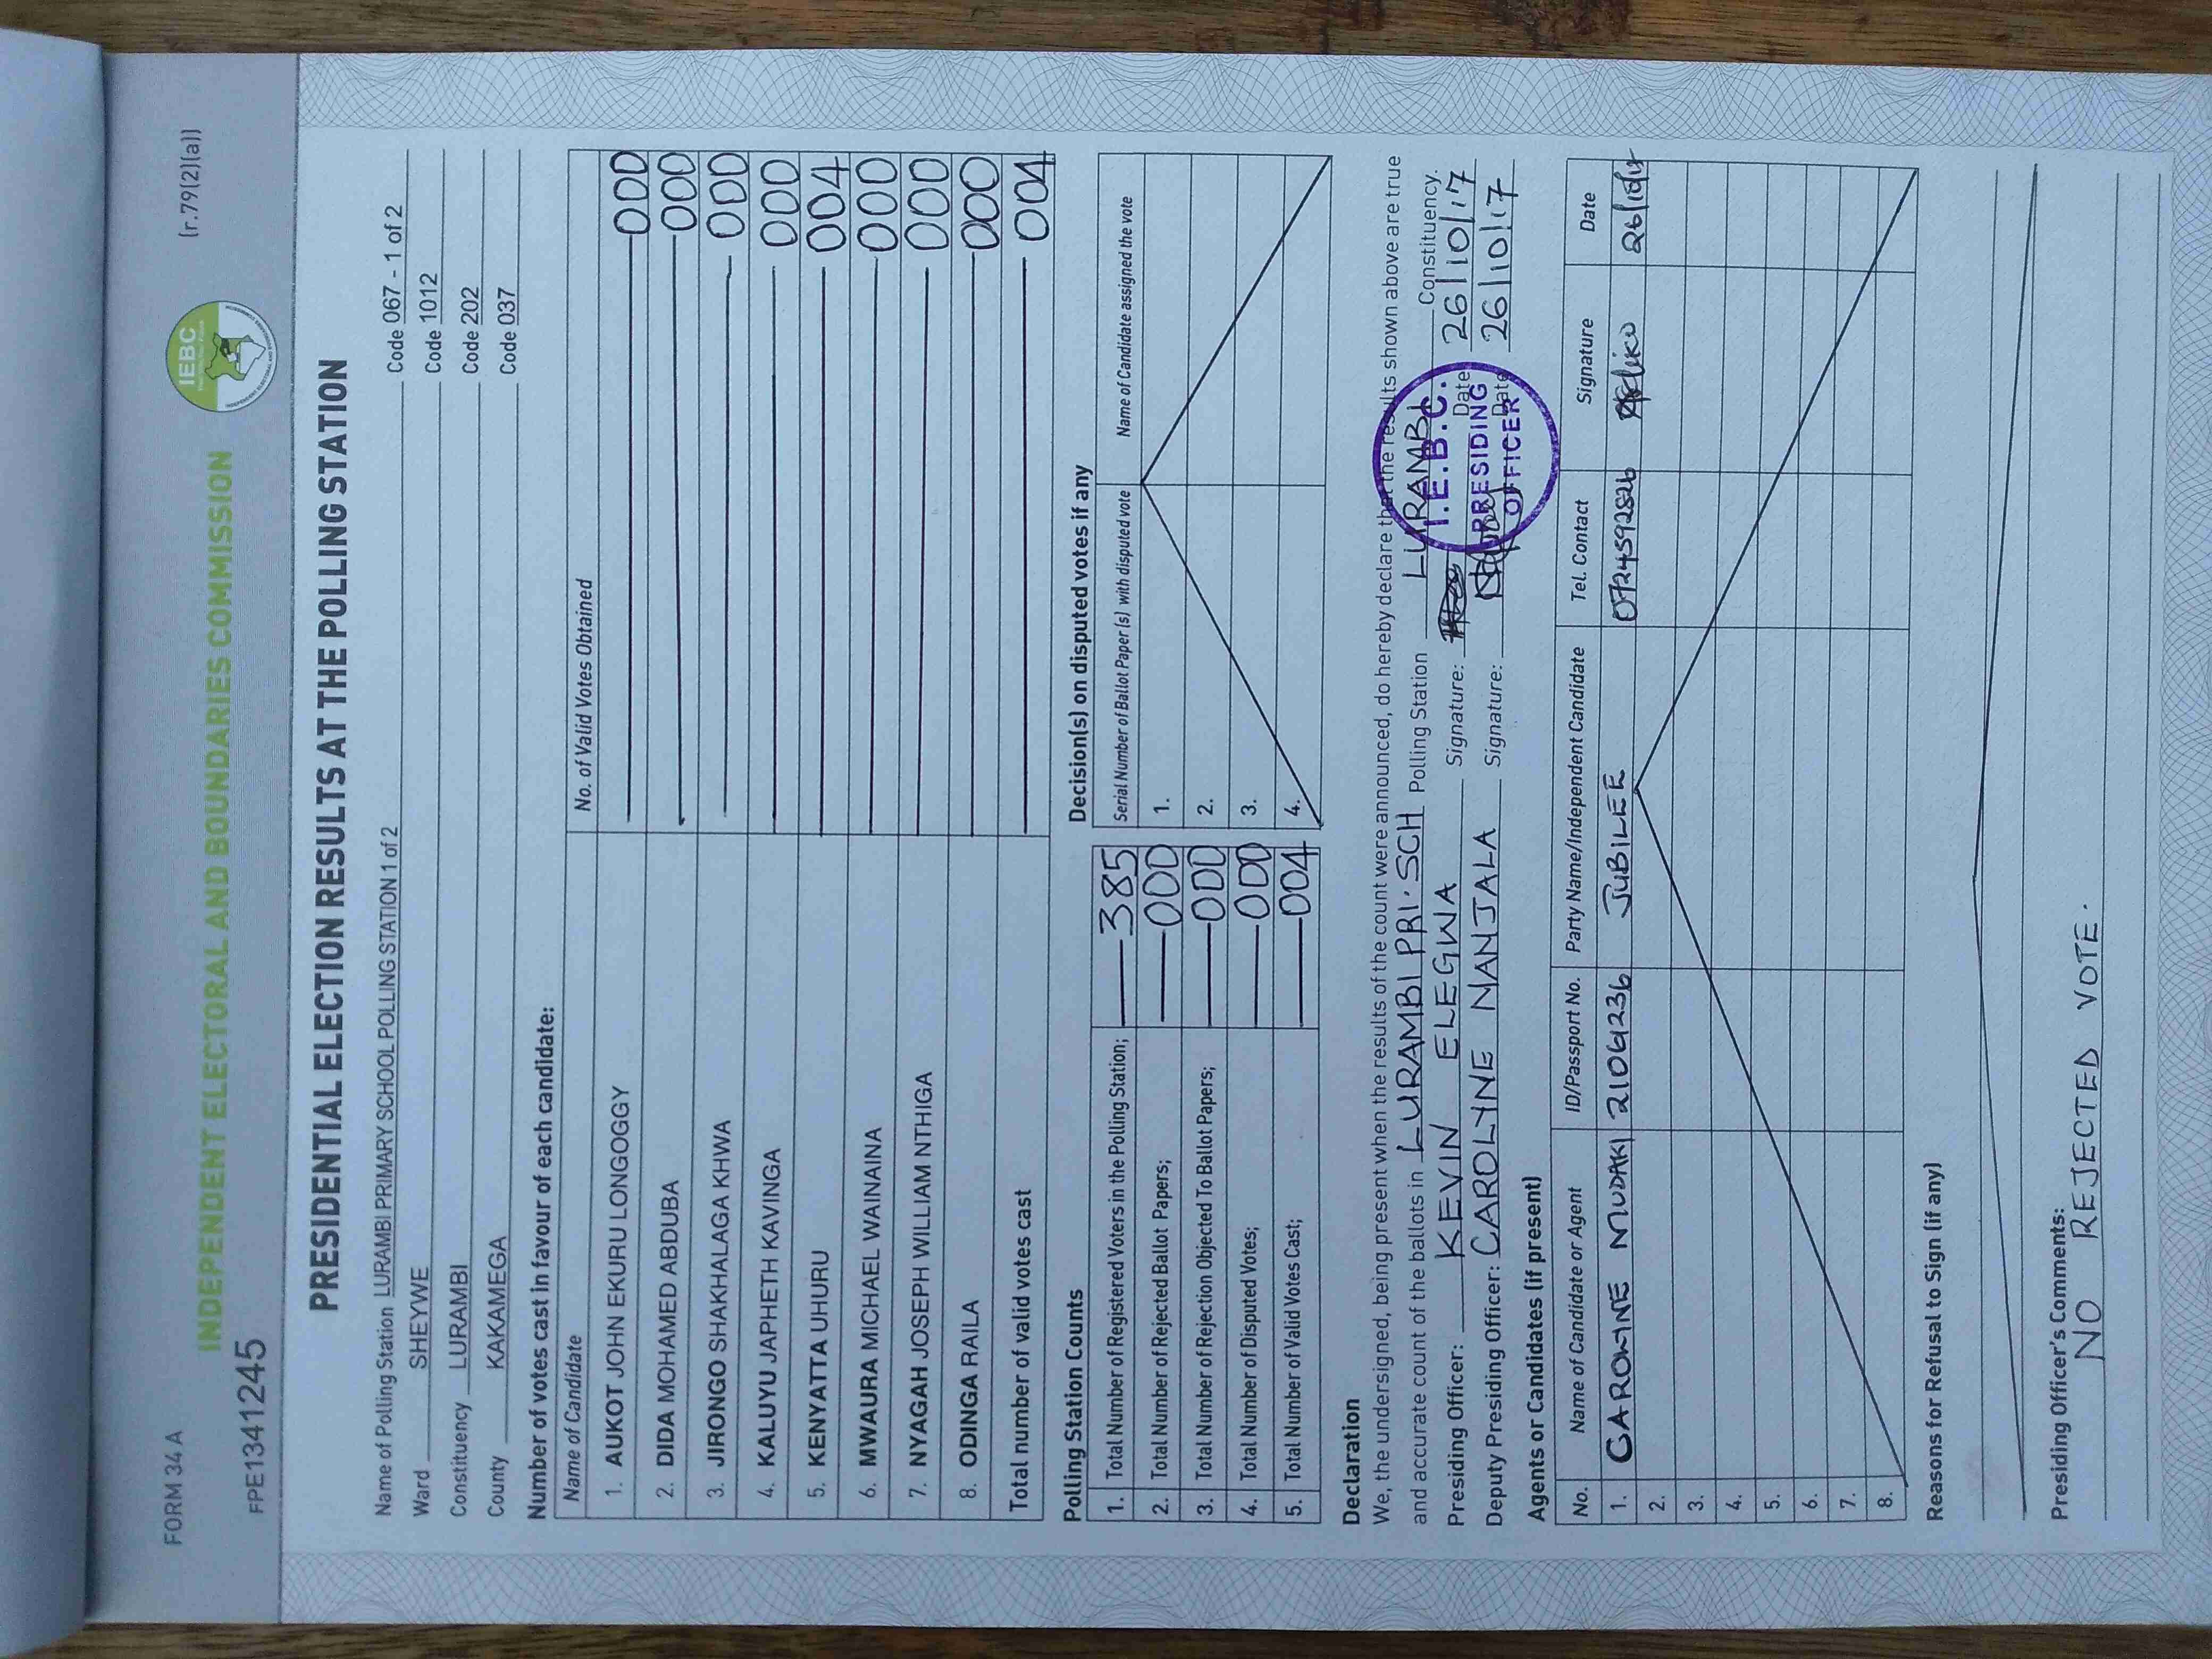 FORM 34 A
(r.79(2)(a))
IEBC
INDEPENDENT ELECTORAL AND BOUNDARIES COMMISSION
FPE1341245
PRESIDENTIAL ELECTION RESULTS AT THE POLLING STATION
Name of Polling Station LURAMBI PRIMARY SCHOOL POLLING STATION 1 of 2 Code 067 - 1 of 2
Ward SHEYWE Code 1012
Constituency LURAMBI Code 202
County KAKAMEGA Code 037
Number of votes cast in favour of each candidate:
Name of Candidate No. of Valid Votes Obtained
1. AUKOT JOHN EKURU LONGOGGY 000
2. DIDA MOHAMED ABDUBA 000
3. JIRONGO SHAKHALAGA KHWA 000
4. KALUYU JAPHETH KAVINGA 000
5. KENYATTA UHURU 004
6. MWAURA MICHAEL WAINAINA 000
7. NYAGAH JOSEPH WILLIAM NTHIGA 000
8. ODINGA RAILA 000
Total number of valid votes cast 004
Polling Station Counts
1. Total Number of Registered Voters in the Polling Station; 385
2. Total Number of Rejected Ballot Papers; 000
3. Total Number of Rejection Objected To Ballot Papers; 000
4. Total Number of Disputed Votes; 000
5. Total Number of Valid Votes Cast; 004
Decision(s) on disputed votes if any
Serial Number of Ballot Paper (s) with disputed vote Name of Candidate assigned the vote
1.
2.
3.
4.
Declaration
We, the undersigned, being present when the results of the count were announced, do hereby declare that the results shown above are true
and accurate count of the ballots in LURAMBI PRI. SCH Polling Station LURAMBI Constituency.
Presiding Officer: KEVIN ELEGWA Signature: Date 26/10/17
Deputy Presiding Officer: CAROLYNE NANJALA Signature: Date 26/10/17
I.E.B.C.
PRESIDING
OFFICER
Agents or Candidates (if present)
No. Name of Candidate or Agent ID/Passport No. Party Name/Independent Candidate Tel. Contact Signature Date
1. CAROLYNE MUDAKI 21064236 JUBILEE 0724592826
2.
3.
4.
5.
6.
7.
8.
Reasons for Refusal to Sign (if any)
Presiding Officer's Comments:
NO REJECTED VOTE.